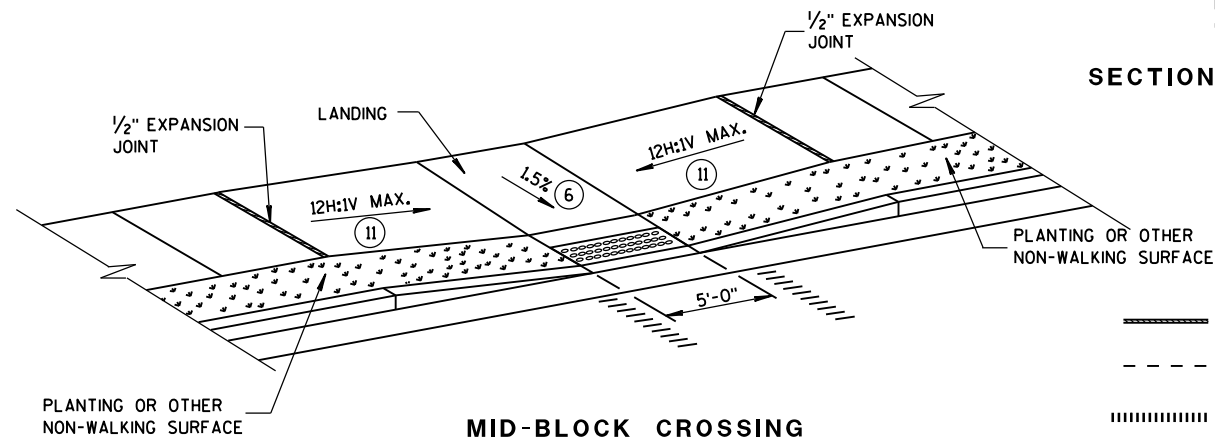 ½" EXPANSION
JOINT
SECTION
LANDING
½" EXPANSION
JOINT
12H:1V MAX.
11
1.5%
6
12H:1V MAX.
11
PLANTING OR OTHER
NON-WALKING SURFACE
5'-0"
PLANTING OR OTHER
NON-WALKING SURFACE
MID-BLOCK CROSSING